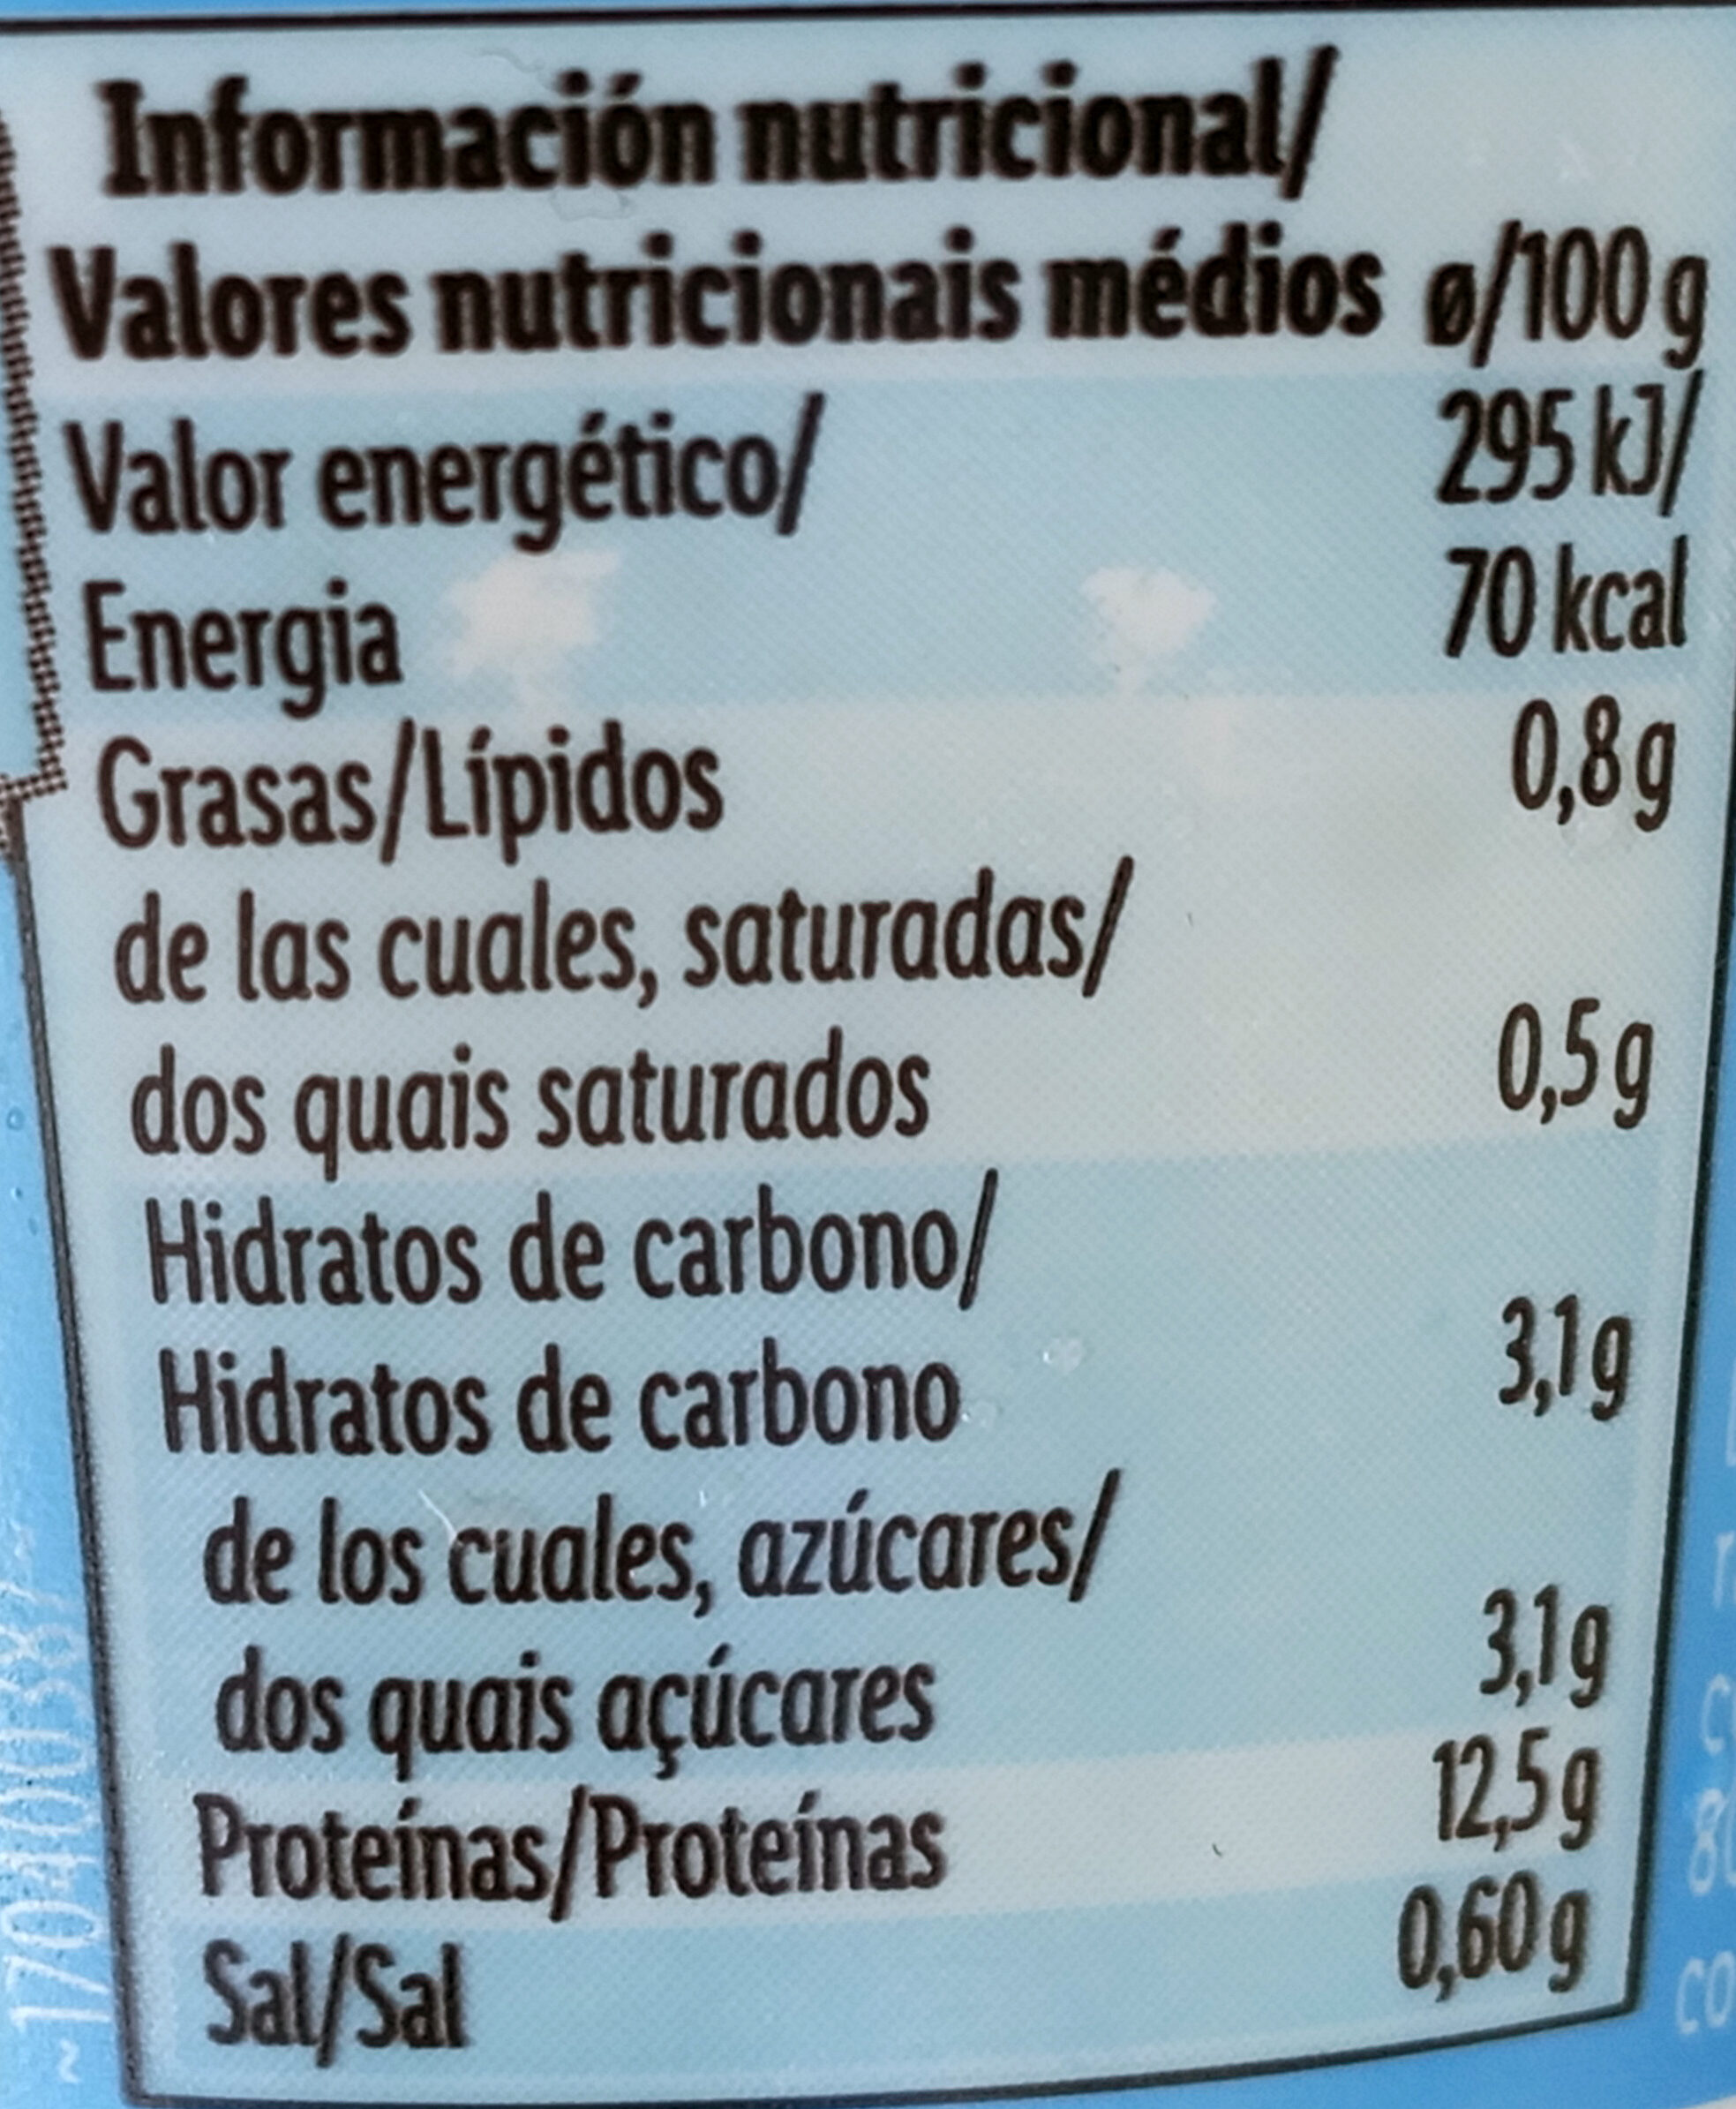 Información nutricional/
Valores nutricionais médios ø/100 g
Valor energético/ 295 kJ/
Energia 70 kcal
Grasas/Lípidos 0,8 g
de las cuales, saturadas/
dos quais saturados 0,5 g
Hidratos de carbono/
Hidratos de carbono 3,1 g
de los cuales, azúcares/
dos quais açúcares 3,1 g
Proteínas/Proteínas 12,5 g
Sal/Sal 0,60 g